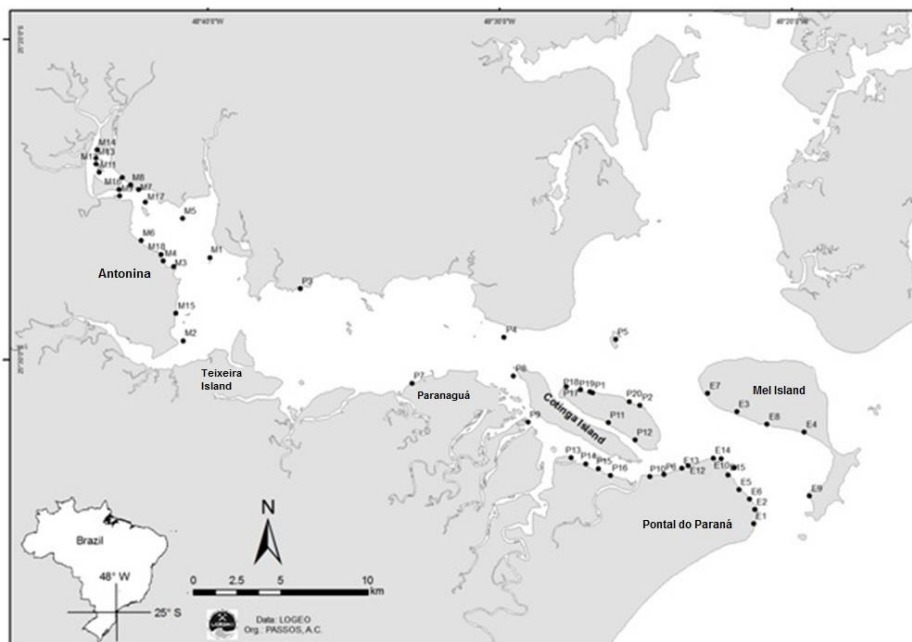 48°40'0"W
48°30'0"W
48°20'0"W
M14
M13
M11
M8
M7
M17
M5
M6
M18
M4
M3
M1
Antonina
P3
M15
M2
P4
P5
Teixeira
Island
P7
Paranaguá
P8
P18
P19
P1
P17
P20
P2
Cotinga Island
P9
P11
P12
E7
Mel Island
E3
E8
E4
P13
P14
P15
P16
P10
P6
E13
E12
E14
E10
E15
E5
E6
E2
E1
E9
Pontal do Paraná
Brazil
48° W
25° S
N
0 1.25 2.5 5 10
km
Data: LOGEO
Org.: PASSOS, A.C.